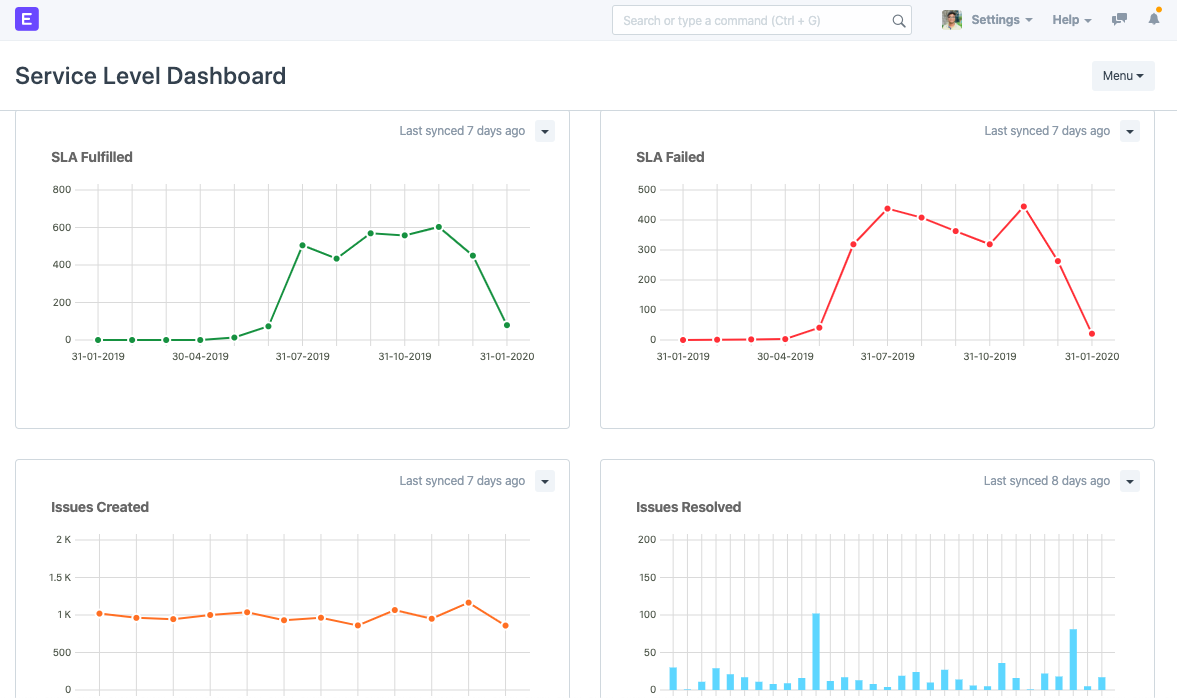 E
Search or type a command (Ctrl + G)
Settings
Help
Service Level Dashboard
Menu
Last synced 7 days ago
SLA Fulfilled
800
600
400
200
0
31-01-2019 30-04-2019 31-07-2019 31-10-2019 31-01-2020
Last synced 7 days ago
SLA Failed
500
400
300
200
100
0
31-01-2019 30-04-2019 31-07-2019 31-10-2019 31-01-2020
Last synced 7 days ago
Issues Created
2 K
1.5 K
1 K
500
0
Last synced 8 days ago
Issues Resolved
200
150
100
50
0